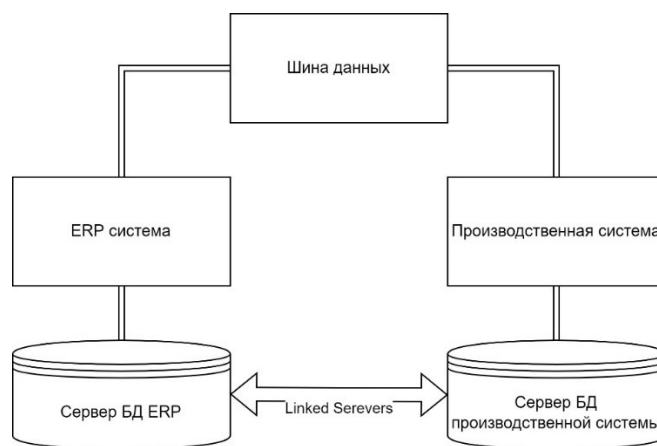 Шина данных
ERP система
Производственная система
Linked Serevers
Сервер БД ERP
Сервер БД
производственной системы